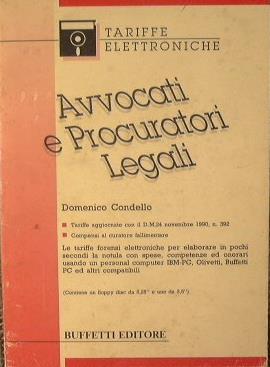 TARIFFE
ELETTRONICHE
Avvocati
e Procuratori
Legali
Domenico Condello
Tariffe aggiornate con il D.M.24 novembre 1990, n. 392
Compensi al curatore fallimentare
Le tariffe forensi elettroniche per elaborare in pochi
secondi la notula con spese, competenze ed onorari
usando un personal computer IBM-PC, Olivetti, Buffetti
PC ed altri compatibili
(Contiene un floppy disc da 5,25" e uno da 3,5")
BUFFETTI EDITORE